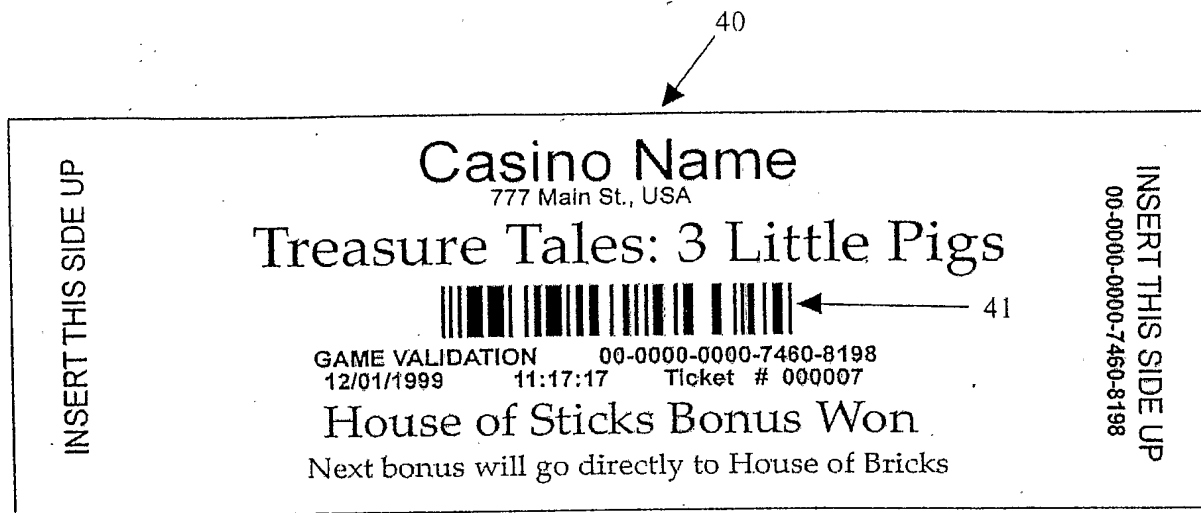 40
Casino Name
777 Main St., USA
Treasure Tales: 3 Little Pigs
41
GAME VALIDATION 00-0000-0000-7460-8198
12/01/1999 11:17:17 Ticket # 000007
House of Sticks Bonus Won
Next bonus will go directly to House of Bricks
INSERT THIS SIDE UP
INSERT THIS SIDE UP
00-0000-0000-7460-8198